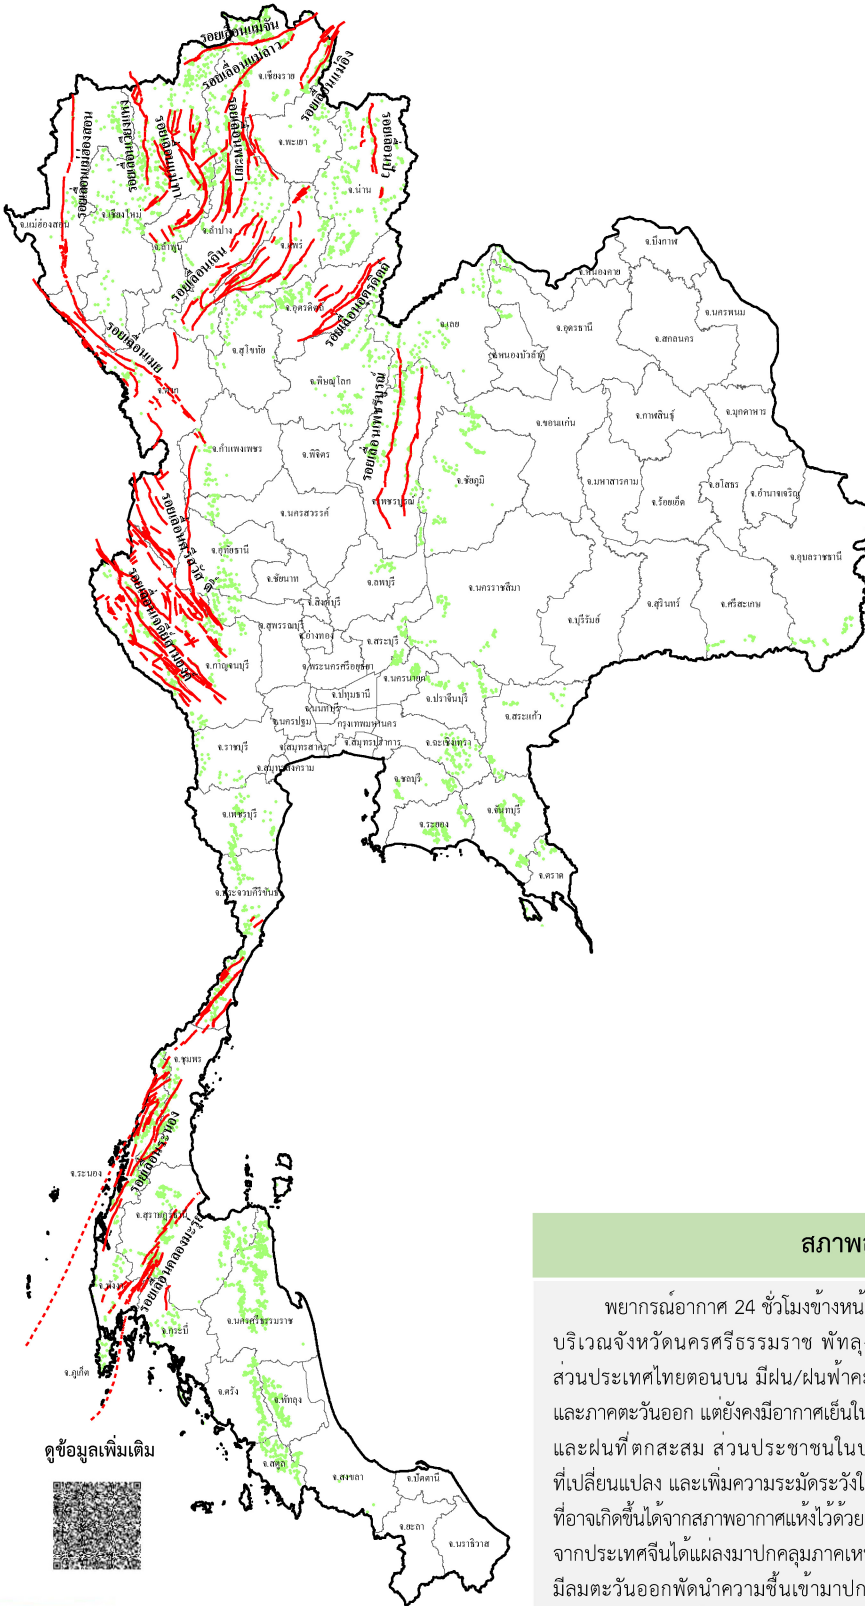 รอยเลื่อนแม่จัน
รอยเลื่อนแม่ลาว
จ.เชียงราย
รอยเลื่อนแม่อิง
รอยเลื่อนแม่ฮ่องสอน
รอยเลื่อนแม่ทา
รอยเลื่อนพะเยา
จ.พะเยา
รอยเลื่อนปัว
จ.น่าน
จ.แม่ฮ่องสอน
จ.เชียงใหม่
จ.ลำพูน
จ.ลำปาง
จ.แพร่
รอยเลื่อนเถิน
จ.อุตรดิตถ์
รอยเลื่อนอุตรดิตถ์
จ.บึงกาฬ
จ.หนองคาย
จ.นครพนม
จ.เลย
จ.อุดรธานี
จ.สกลนคร
จ.หนองบัวลำภู
รอยเลื่อนเมย
จ.ตาก
จ.สุโขทัย
จ.พิษณุโลก
รอยเลื่อนเพชรบูรณ์
จ.ขอนแก่น
จ.กาฬสินธุ์
จ.มุกดาหาร
จ.กำแพงเพชร
จ.พิจิตร
จ.เพชรบูรณ์
จ.ชัยภูมิ
จ.มหาสารคาม
จ.ร้อยเอ็ด
จ.ยโสธร
จ.อำนาจเจริญ
จ.นครสวรรค์
รอยเลื่อนศรีสวัสดิ์
จ.อุทัยธานี
จ.อุบลราชธานี
จ.ชัยนาท
จ.ลพบุรี
จ.นครราชสีมา
จ.บุรีรัมย์
จ.สุรินทร์
จ.ศรีสะเกษ
รอยเลื่อนเจดีย์สามองค์
จ.สิงห์บุรี
จ.สุพรรณบุรี
จ.อ่างทอง
จ.สระบุรี
จ.กาญจนบุรี
จ.พระนครศรีอยุธยา
จ.นครนายก
จ.ปทุมธานี
จ.ปราจีนบุรี
จ.นนทบุรี
จ.สระแก้ว
จ.นครปฐม
กรุงเทพมหานคร
จ.ราชบุรี
จ.สมุทรสาคร
จ.สมุทรปราการ
จ.ฉะเชิงเทรา
จ.สมุทรสงคราม
จ.ชลบุรี
จ.เพชรบุรี
จ.ระยอง
จ.จันทบุรี
จ.ตราด
จ.ประจวบคีรีขันธ์
จ.ชุมพร
รอยเลื่อนระนอง
จ.ระนอง
จ.สุราษฎร์ธานี
รอยเลื่อนคลองมะรุ่ย
จ.พังงา
จ.นครศรีธรรมราช
จ.กระบี่
จ.ภูเก็ต
จ.ตรัง
จ.พัทลุง
จ.สตูล
จ.สงขลา
จ.ปัตตานี
จ.ยะลา
จ.นราธิวาส
ดูข้อมูลเพิ่มเติม
พยากรณ์อากาศ 24 ชั่วโมงข้างหน้
บริเวณจังหวัดนครศรีธรรมราช พัทลุง
ส่วนประเทศไทยตอนบน มีฝน/ฝนฟ้าคะ
และภาคตะวันออก แต่ยังคงมีอากาศเย็นใน
และฝนที่ตกสะสม ส่วนประชาชนในบ
ที่เปลี่ยนแปลง และเพิ่มความระมัดระวังใ
ที่อาจเกิดขึ้นได้จากสภาพอากาศแห้งไว้ด้วย
จากประเทศจีนได้แผ่ลงมาปกคลุมภาคเห
มีลมตะวันออกพัดนำความชื้นเข้ามาปก